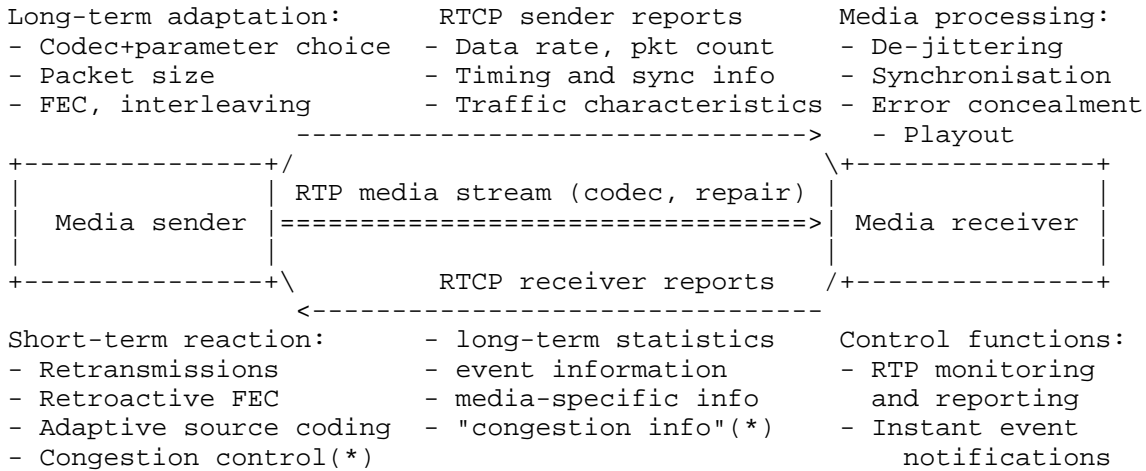 Long-term adaptation:      RTCP sender reports      Media processing:
- Codec+parameter choice  - Data rate, pkt count    - De-jittering
- Packet size             - Timing and sync info    - Synchronisation
- FEC, interleaving       - Traffic characteristics - Error concealment
                  -------------------------------->   - Playout
+---------------+/                                 \+---------------+
|               | RTP media stream (codec, repair) |                |
|  Media sender |=================================>| Media receiver |
|               |                                  |                |
+---------------+\         RTCP receiver reports   /+---------------+
                  <--------------------------------
Short-term reaction:      - long-term statistics    Control functions:
- Retransmissions         - event information       - RTP monitoring
- Retroactive FEC         - media-specific info       and reporting
- Adaptive source coding  - "congestion info"(*)    - Instant event
- Congestion control(*)                                 notifications